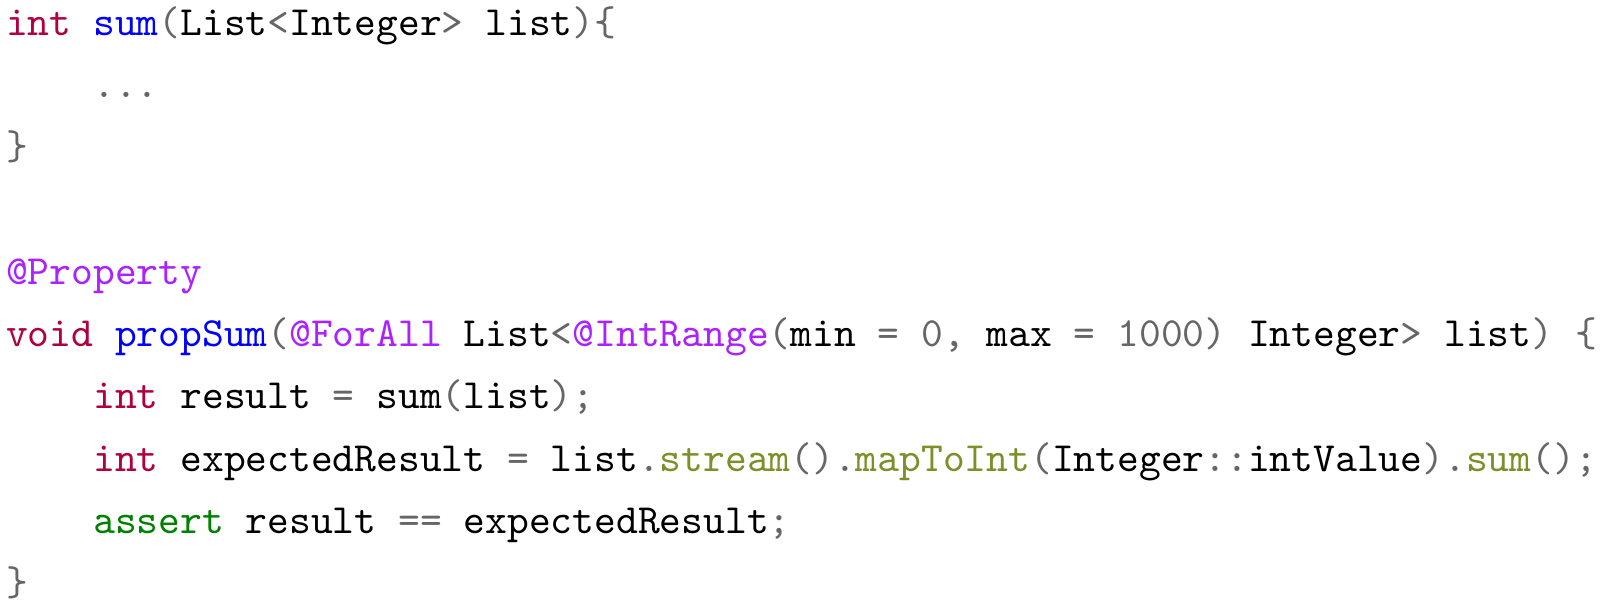 int sum(List<Integer> list){
    ...
}

@Property
void propSum(@ForAll List<@IntRange(min = 0, max = 1000) Integer> list) {
    int result = sum(list);
    int expectedResult = list.stream().mapToInt(Integer::intValue).sum();
    assert result == expectedResult;
}